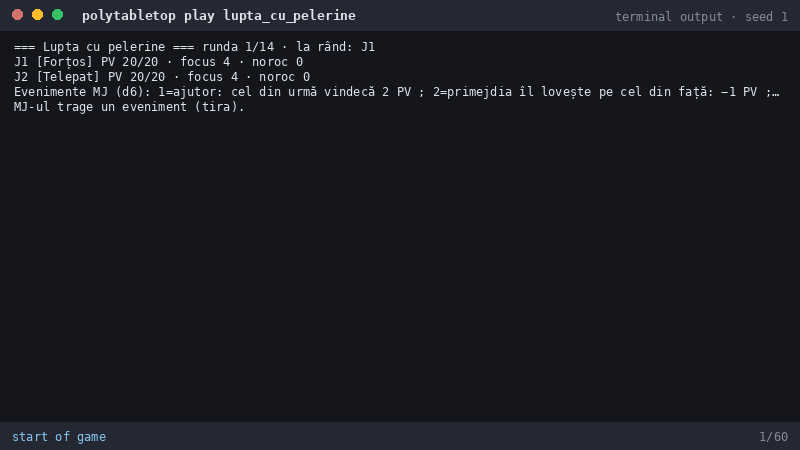 polytabletop play lupta_cu_pelerine
terminal output · seed 1
=== Lupta cu pelerine === runda 1/14 · la rând: J1
J1 [Forțos] PV 20/20 · focus 4 · noroc 0
J2 [Telepat] PV 20/20 · focus 4 · noroc 0
Evenimente MJ (d6): 1=ajutor: cel din urmă vindecă 2 PV ; 2=primejdia îl lovește pe cel din față: −1 PV ;…
MJ-ul trage un eveniment (tira).
start of game
1/60